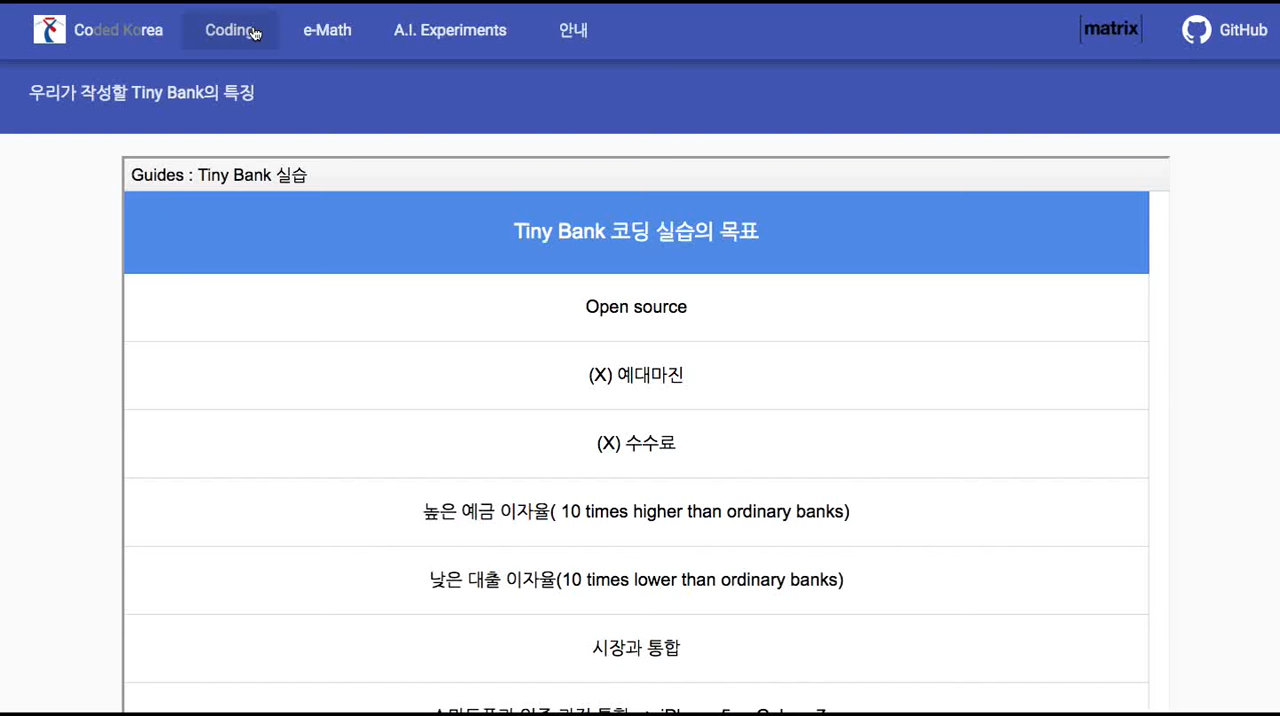 Coded Korea
Coding
e-Math
A.I. Experiments
안내
matrix
GitHub
우리가 작성할 Tiny Bank의 특징
Guides : Tiny Bank 실습
Tiny Bank 코딩 실습의 목표
Open source
(X) 예대마진
(X) 수수료
높은 예금 이자율( 10 times higher than ordinary banks)
낮은 대출 이자율(10 times lower than ordinary banks)
시장과 통합